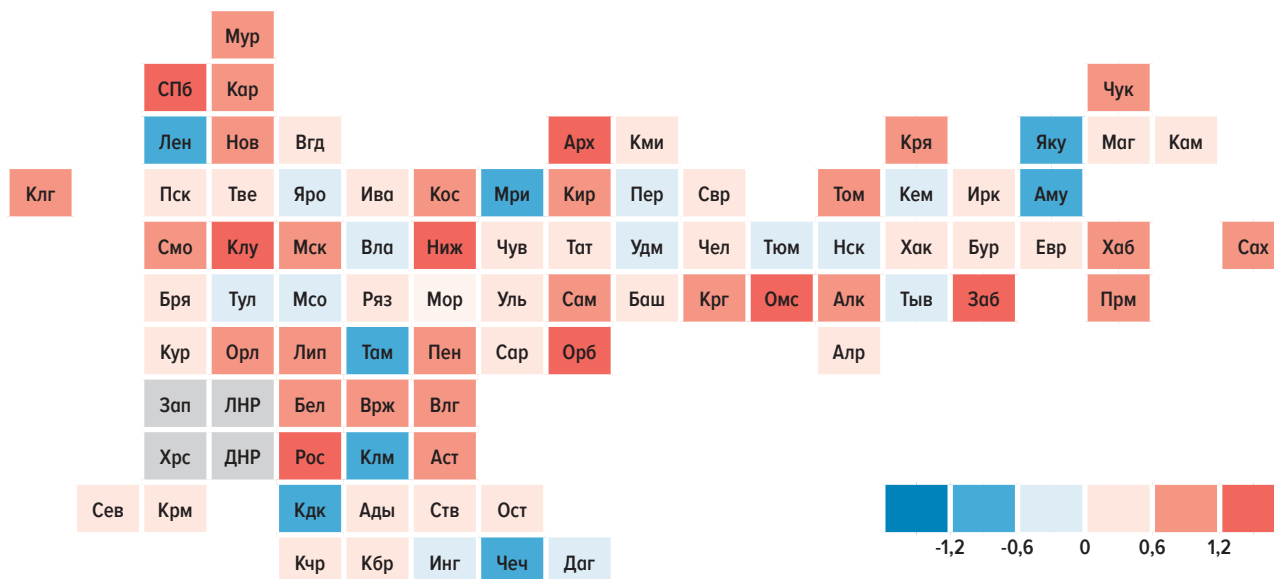 Мур
СПб Кар Чук
Лен Нов Вгд Арх Кми Кря Яку Маг Кам
Клг Пск Тве Яро Ива Кос Мри Кир Пер Свр Том Кем Ирк Аму
Смо Клу Мск Вла Ниж Чув Тат Удм Чел Тюм Нск Хак Бур Евр Хаб Сах
Бря Тул Мсо Ряз Мор Уль Сам Баш Крг Омс Алк Тыв Заб Прм
Кур Орл Лип Там Пен Сар Орб Алр
Зап ЛНР Бел Врж Влг
Хрс ДНР Рос Клм Аст
Сев Крм Кдк Ады Ств Ост
-1,2 -0,6 0 0,6 1,2
Кчр Кбр Инг Чеч Даг